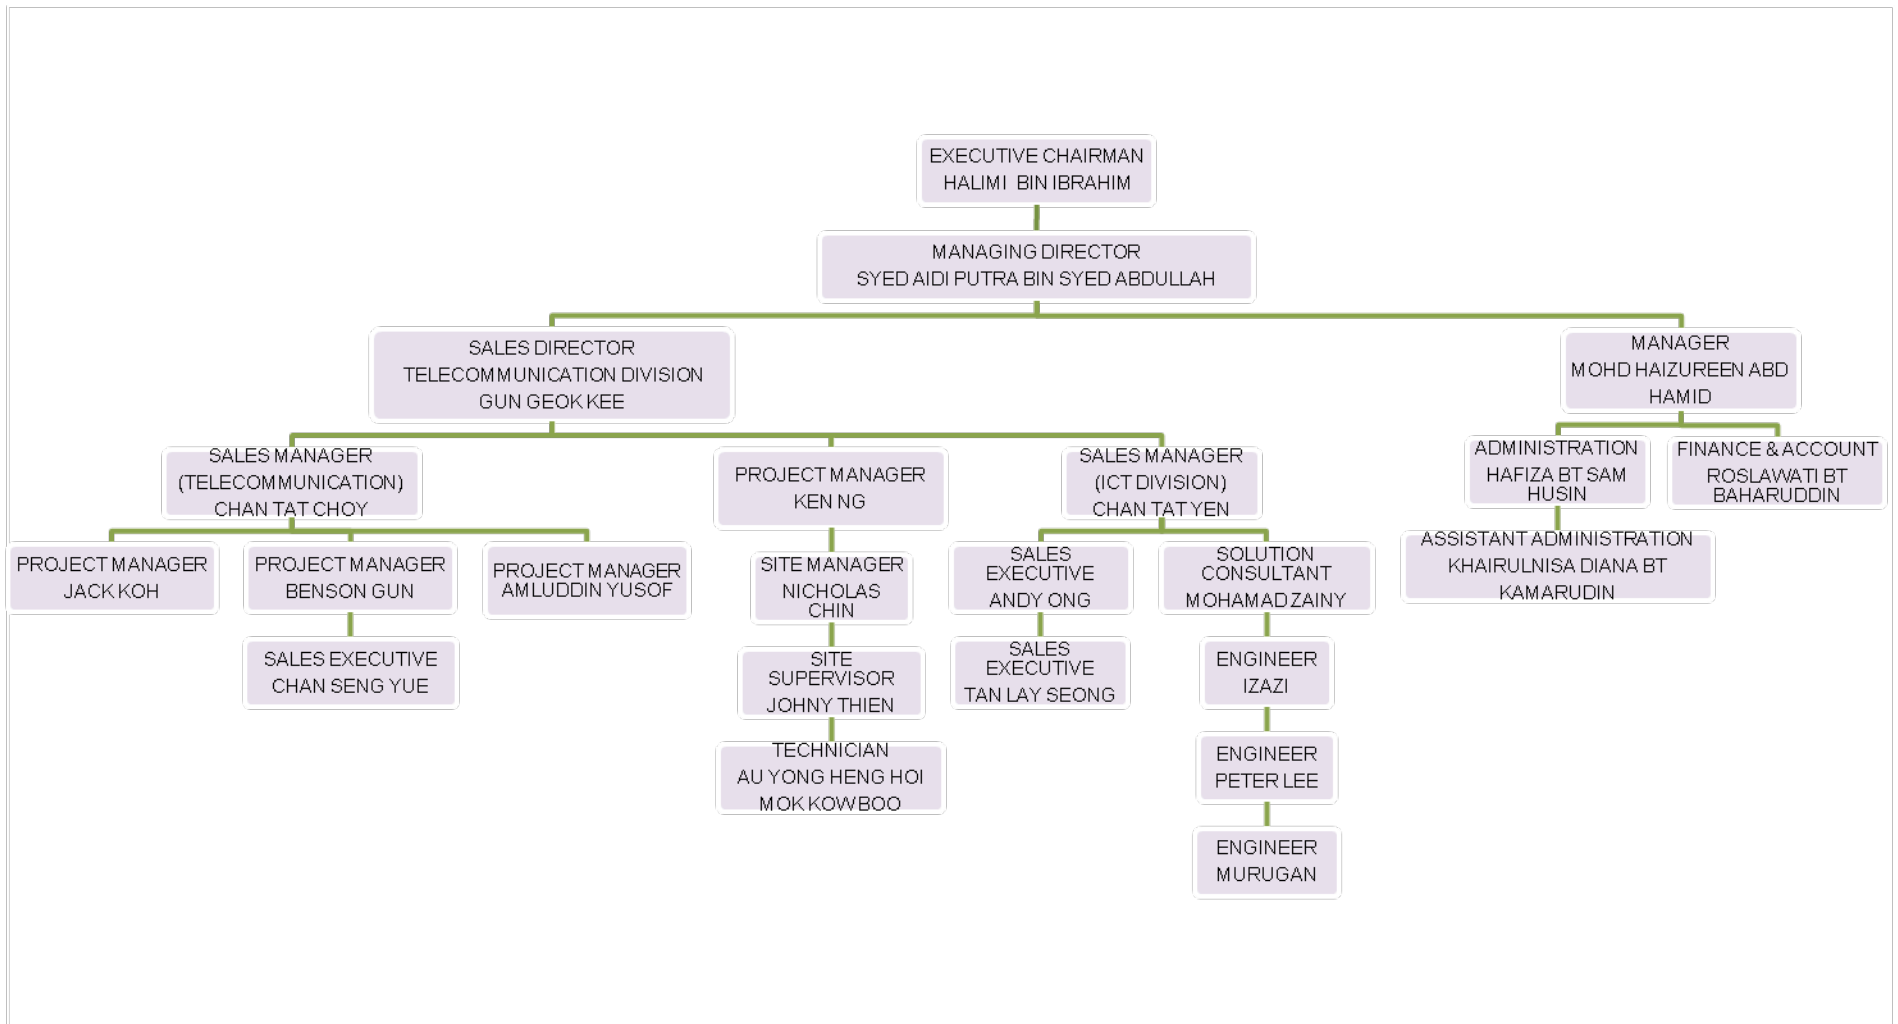 EXECUTIVE CHAIRMAN
HALIMI BIN IBRAHIM
MANAGING DIRECTOR
SYED AIDI PUTRA BIN SYED ABDULLAH
SALES DIRECTOR
TELECOMMUNICATION DIVISION
GUN GEOK KEE
MANAGER
MOHD HAIZUREEN ABD
HAMID
SALES MANAGER
(TELECOMMUNICATION)
CHAN TAT CHOY
PROJECT MANAGER
KEN NG
SALES MANAGER
(ICT DIVISION)
CHAN TAT YEN
ADMINISTRATION
HAFIZA BT SAM
HUSIN
FINANCE & ACCOUNT
ROSLAWATI BT
BAHARUDDIN
PROJECT MANAGER
JACK KOH
PROJECT MANAGER
BENSON GUN
PROJECT MANAGER
AMLUDDIN YUSOF
SITE MANAGER
NICHOLAS
CHIN
SALES
EXECUTIVE
ANDY ONG
SOLUTION
CONSULTANT
MOHAMAD ZAINY
ASSISTANT ADMINISTRATION
KHAIRULNISA DIANA BT
KAMARUDIN
SALES EXECUTIVE
CHAN SENG YUE
SITE
SUPERVISOR
JOHNY THIEN
SALES
EXECUTIVE
TAN LAY SEONG
ENGINEER
IZAZI
TECHNICIAN
AU YONG HENG HOI
MOK KOW BOO
ENGINEER
PETER LEE
ENGINEER
MURUGAN